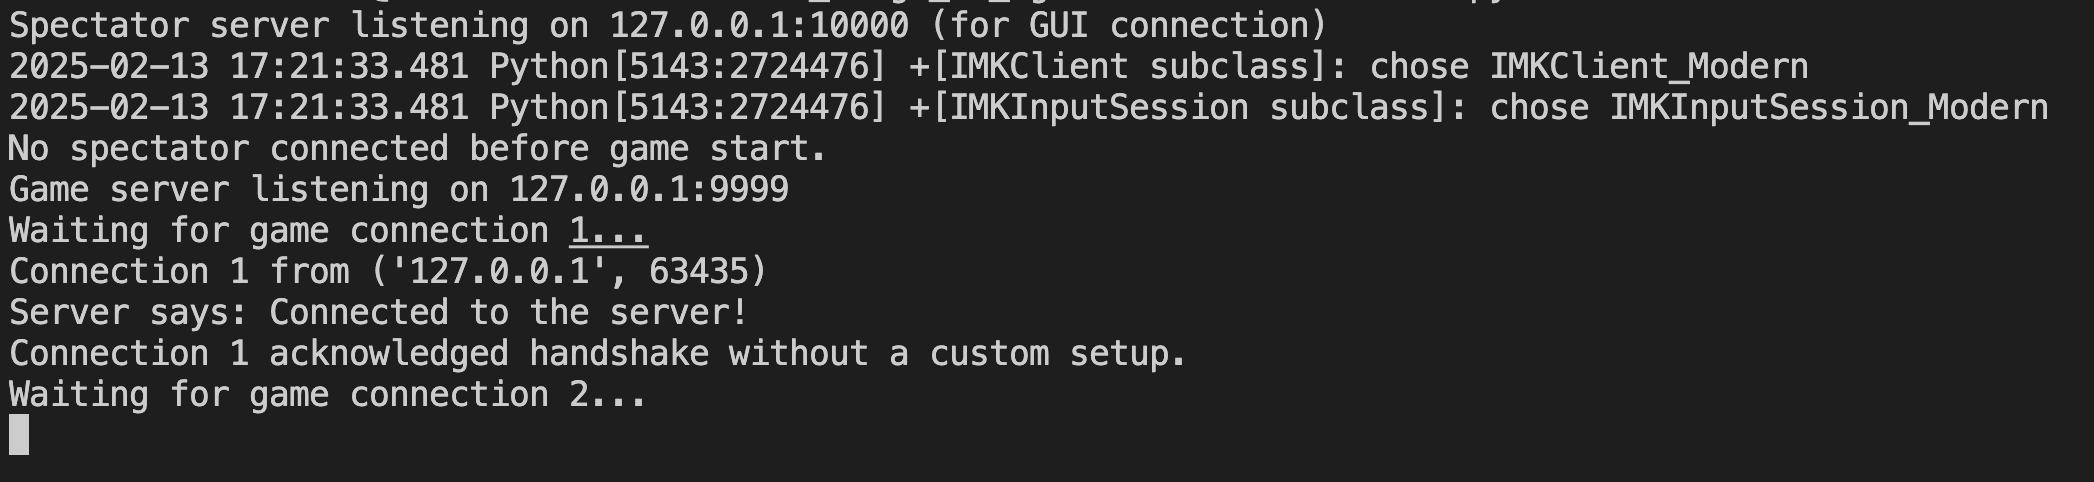 Spectator server listening on 127.0.0.1:10000 (for GUI connection)
2025-02-13 17:21:33.481 Python[5143:2724476] +[IMKClient subclass]: chose IMKClient_Modern
2025-02-13 17:21:33.481 Python[5143:2724476] +[IMKInputSession subclass]: chose IMKInputSession_Modern
No spectator connected before game start.
Game server listening on 127.0.0.1:9999
Waiting for game connection 1...
Connection 1 from ('127.0.0.1', 63435)
Server says: Connected to the server!
Connection 1 acknowledged handshake without a custom setup.
Waiting for game connection 2...